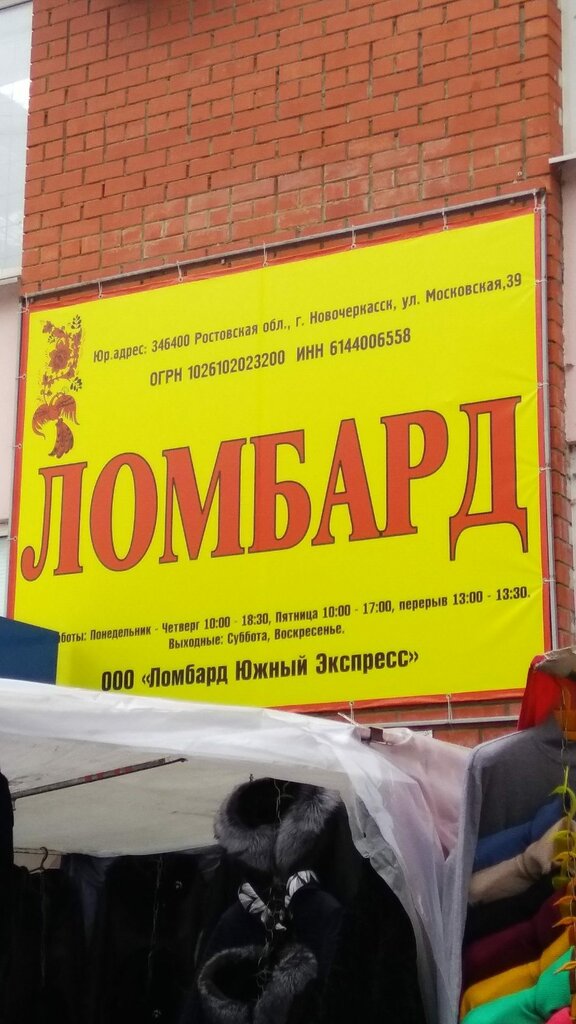 Юр.адрес: 346400 Ростовская обл., г. Новочеркасск, ул. Московская,39
ОГРН 1026102023200 ИНН 6144006558
ЛОМБАРД
боты: Понедельник - Четверг 10:00 - 18:30, Пятница 10:00 - 17:00, перерыв 13:00 - 13:30.
Выходные: Суббота, Воскресенье.
ООО «Ломбард Южный Экспресс»